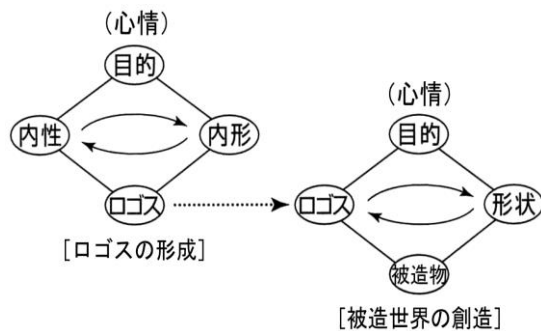 (心情)
目的
内性
内形
ロゴス
[ロゴスの形成]
(心情)
目的
ロゴス
形状
被造物
[被造世界の創造]